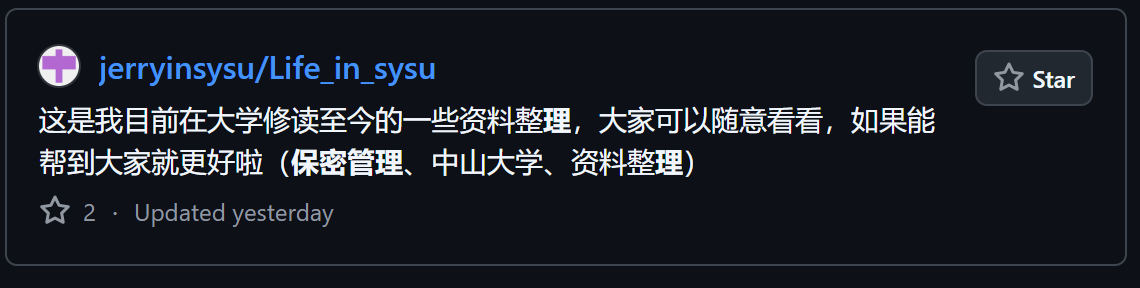 jerryinsysu/Life_in_sysu
Star
这是我目前在大学修读至今的一些资料整理，大家可以随意看看，如果能
帮到大家就更好啦（保密管理、中山大学、资料整理）
2 · Updated yesterday